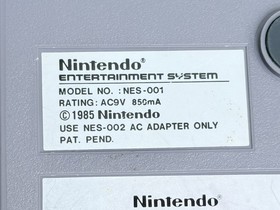 Nintendo®
ENTERTAINMENT SYSTEM
MODEL NO. :NES-001
RATING: AC9V 850mA
©1985 Nintendo
USE NES-002 AC ADAPTER ONLY
PAT. PEND.
Nintendo®